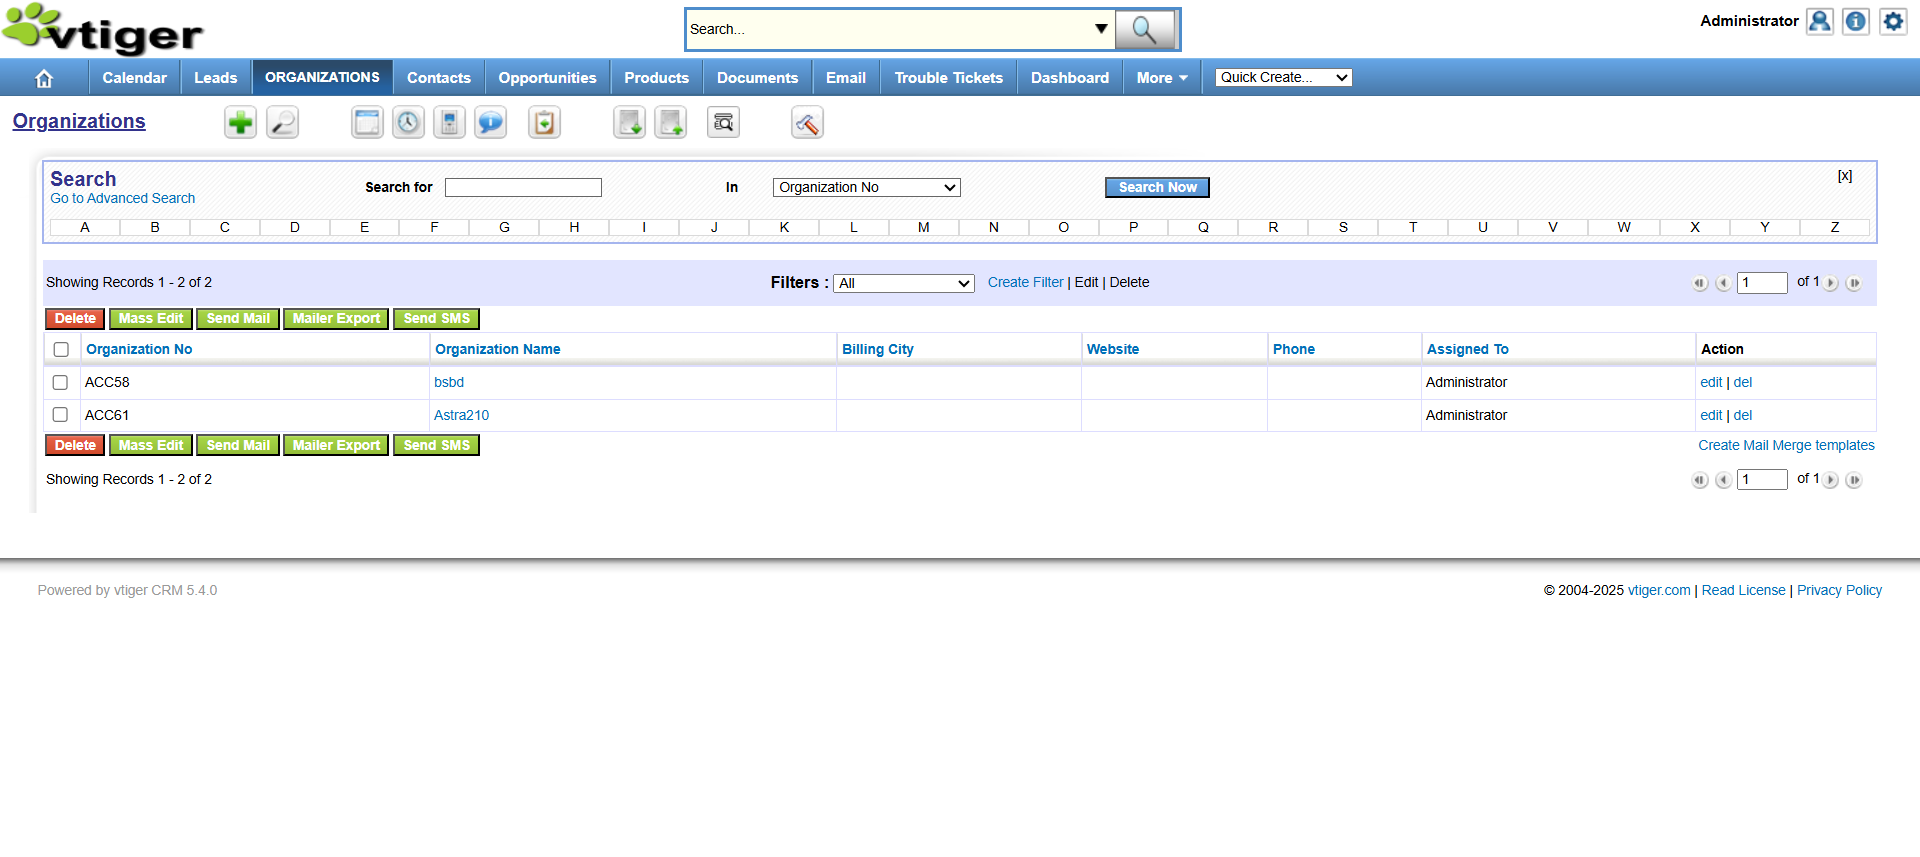 vtiger
Search...
Administrator
Calendar Leads ORGANIZATIONS Contacts Opportunities Products Documents Email Trouble Tickets Dashboard More Quick Create...
Organizations
Search
Go to Advanced Search
Search for In Organization No Search Now [x]
A B C D E F G H I J K L M N O P Q R S T U V W X Y Z
Showing Records 1 - 2 of 2 Filters : All Create Filter | Edit | Delete 1 of 1
Delete Mass Edit Send Mail Mailer Export Send SMS
Organization No Organization Name Billing City Website Phone Assigned To Action
ACC58 bsbd Administrator edit | del
ACC61 Astra210 Administrator edit | del
Delete Mass Edit Send Mail Mailer Export Send SMS Create Mail Merge templates
Showing Records 1 - 2 of 2 1 of 1
Powered by vtiger CRM 5.4.0 © 2004-2025 vtiger.com | Read License | Privacy Policy